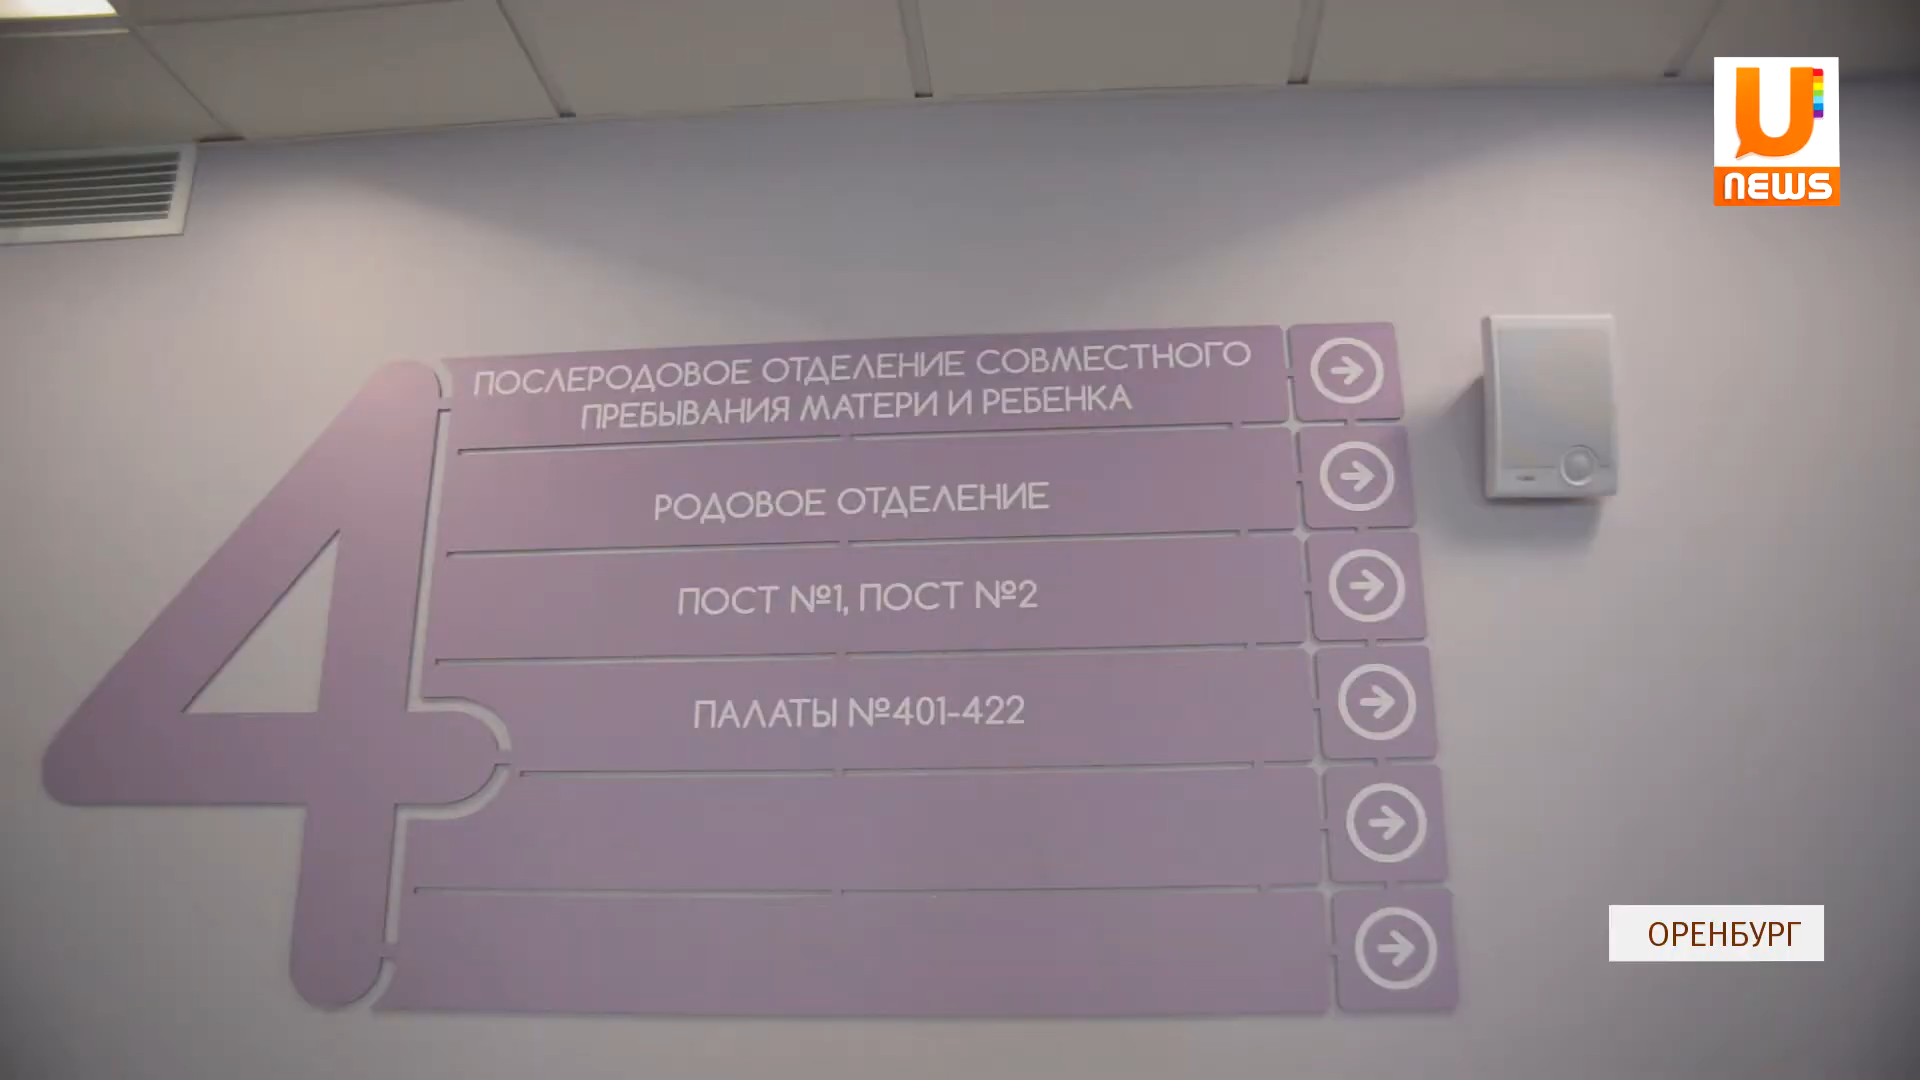 U
news
4
ПОСЛЕРОДОВОЕ ОТДЕЛЕНИЕ СОВМЕСТНОГО
ПРЕБЫВАНИЯ МАТЕРИ И РЕБЕНКА
РОДОВОЕ ОТДЕЛЕНИЕ
ПОСТ №1, ПОСТ №2
ПАЛАТЫ №401-422
ОРЕНБУРГ